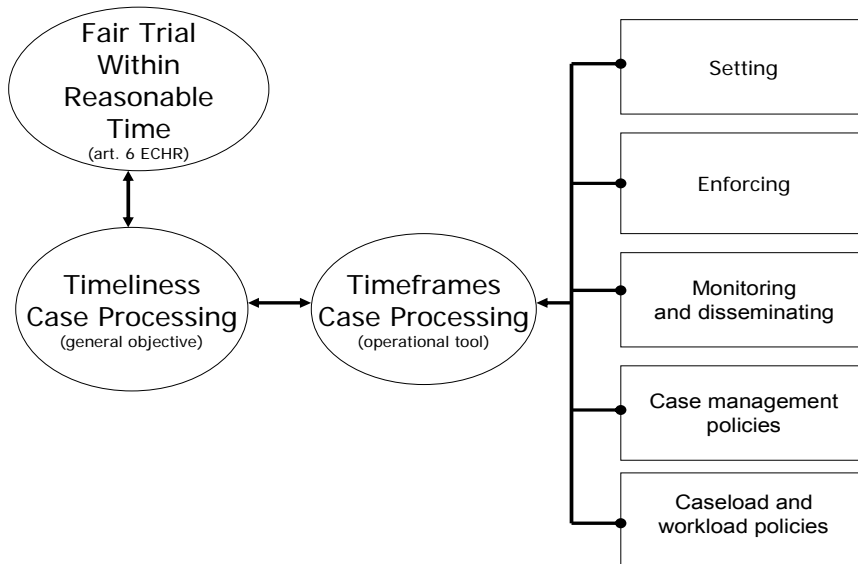 Fair Trial
Within
Reasonable
Time
(art. 6 ECHR)
Timeliness
Case Processing
(general objective)
Timeframes
Case Processing
(operational tool)
Setting
Enforcing
Monitoring
and disseminating
Case management
policies
Caseload and
workload policies